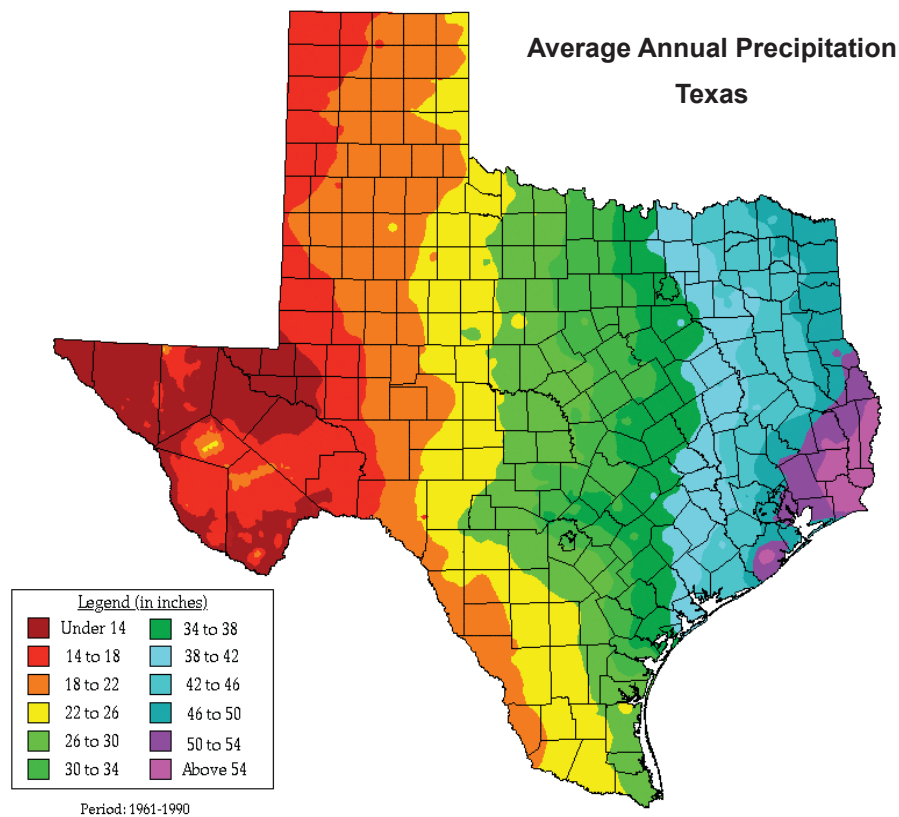 Average Annual Precipitation
Texas
Legend (in inches)
Under 14
14 to 18
18 to 22
22 to 26
26 to 30
30 to 34
34 to 38
38 to 42
42 to 46
46 to 50
50 to 54
Above 54
Period: 1961-1990